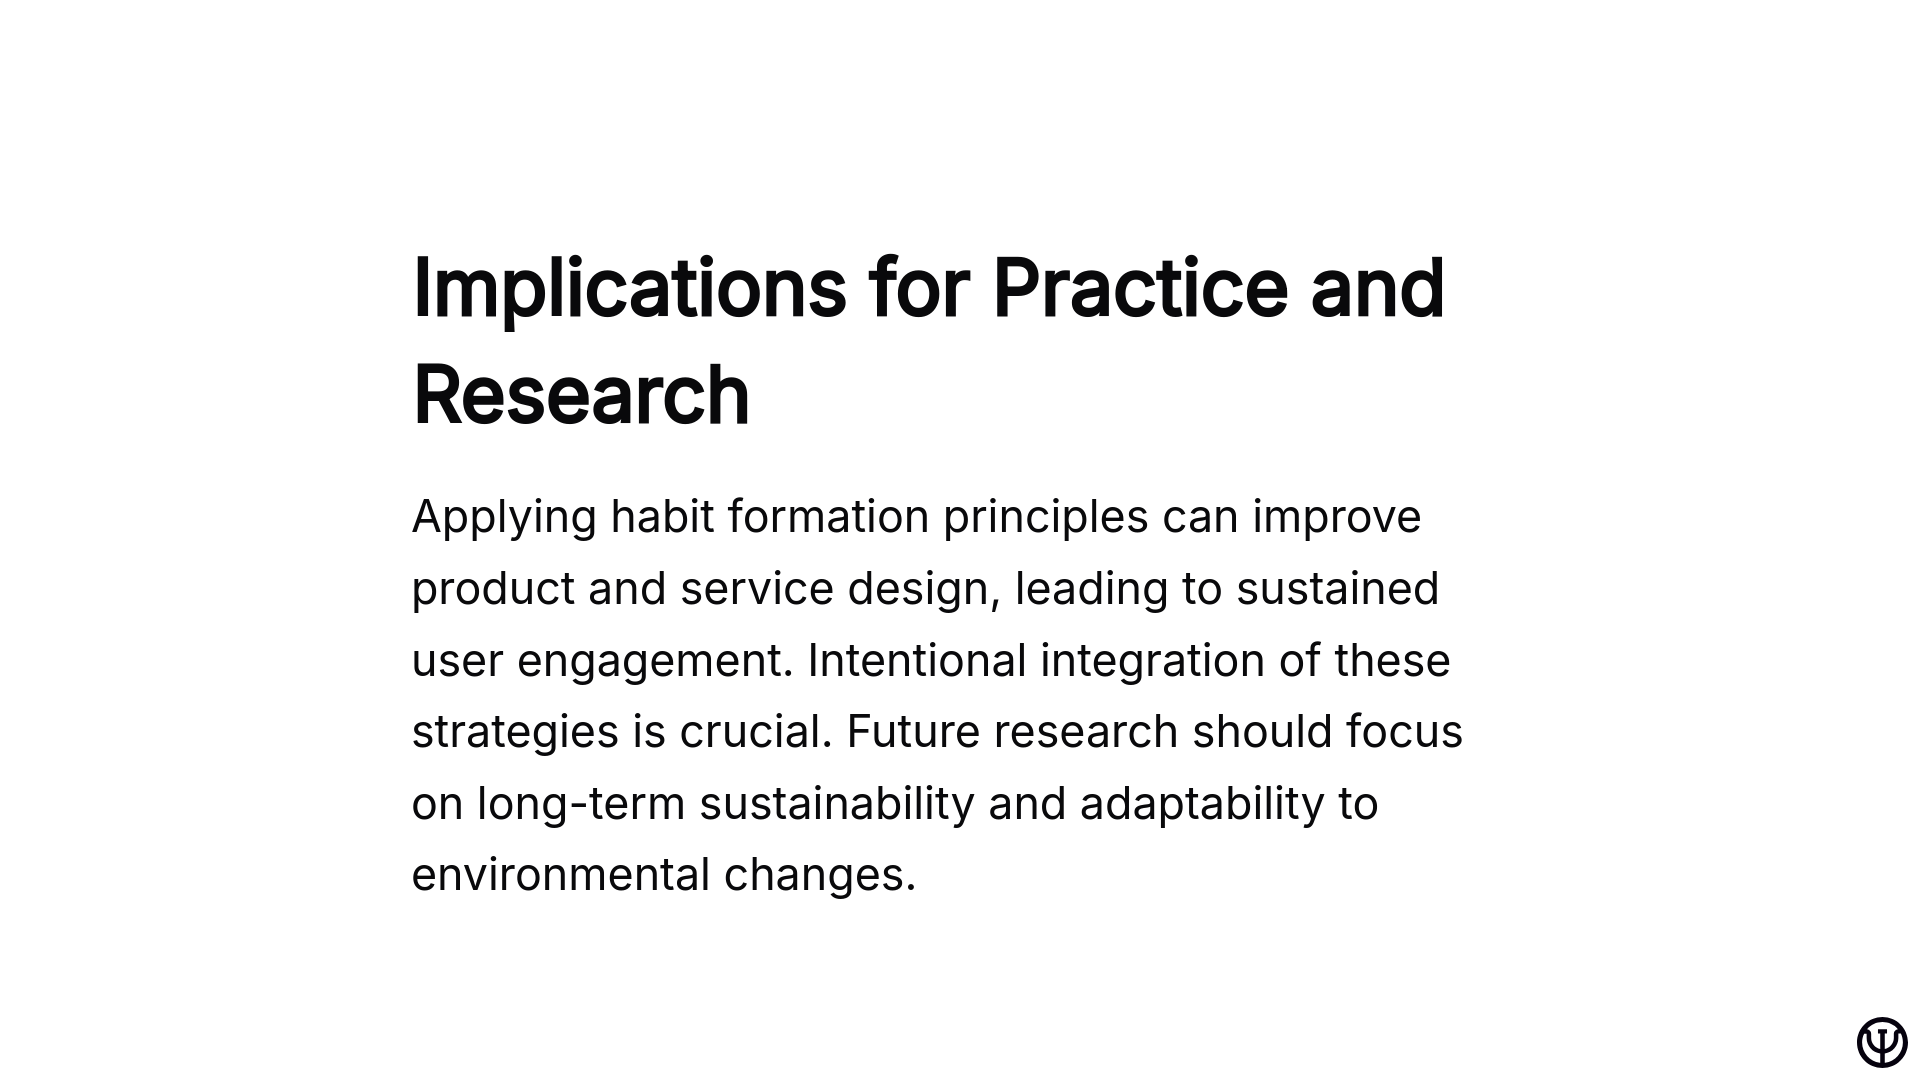 Implications for Practice and
Research
Applying habit formation principles can improve
product and service design, leading to sustained
user engagement. Intentional integration of these
strategies is crucial. Future research should focus
on long-term sustainability and adaptability to
environmental changes.